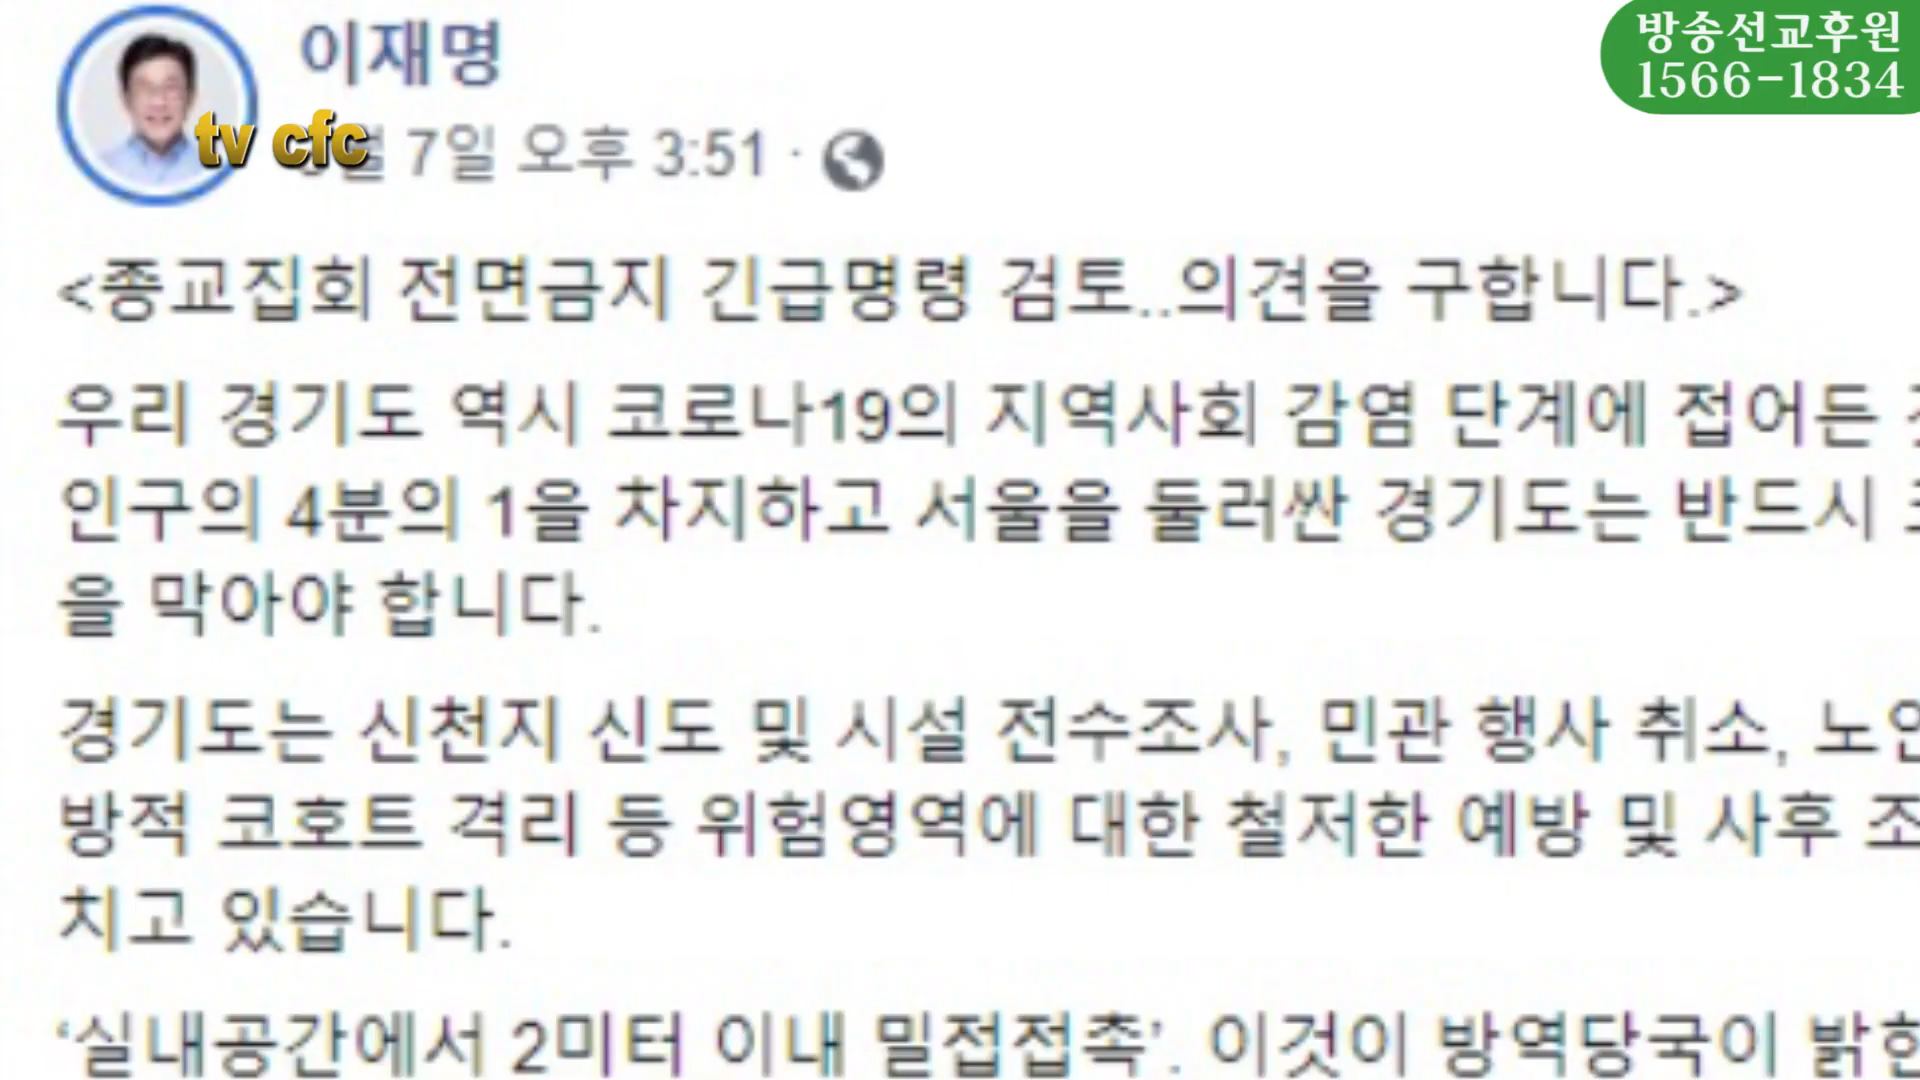 이재명
방송선교후원
1566-1834
tv cfc
7일 오후 3:51 ·
<종교집회 전면금지 긴급명령 검토..의견을 구합니다.>
우리 경기도 역시 코로나19의 지역사회 감염 단계에 접어든
인구의 4분의 1을 차지하고 서울을 둘러싼 경기도는 반드시
을 막아야 합니다.
경기도는 신천지 신도 및 시설 전수조사, 민관 행사 취소,
방적 코호트 격리 등 위험영역에 대한 철저한 예방 및 사후
치고 있습니다.
‘실내공간에서 2미터 이내 밀접접촉’. 이것이 방역당국이